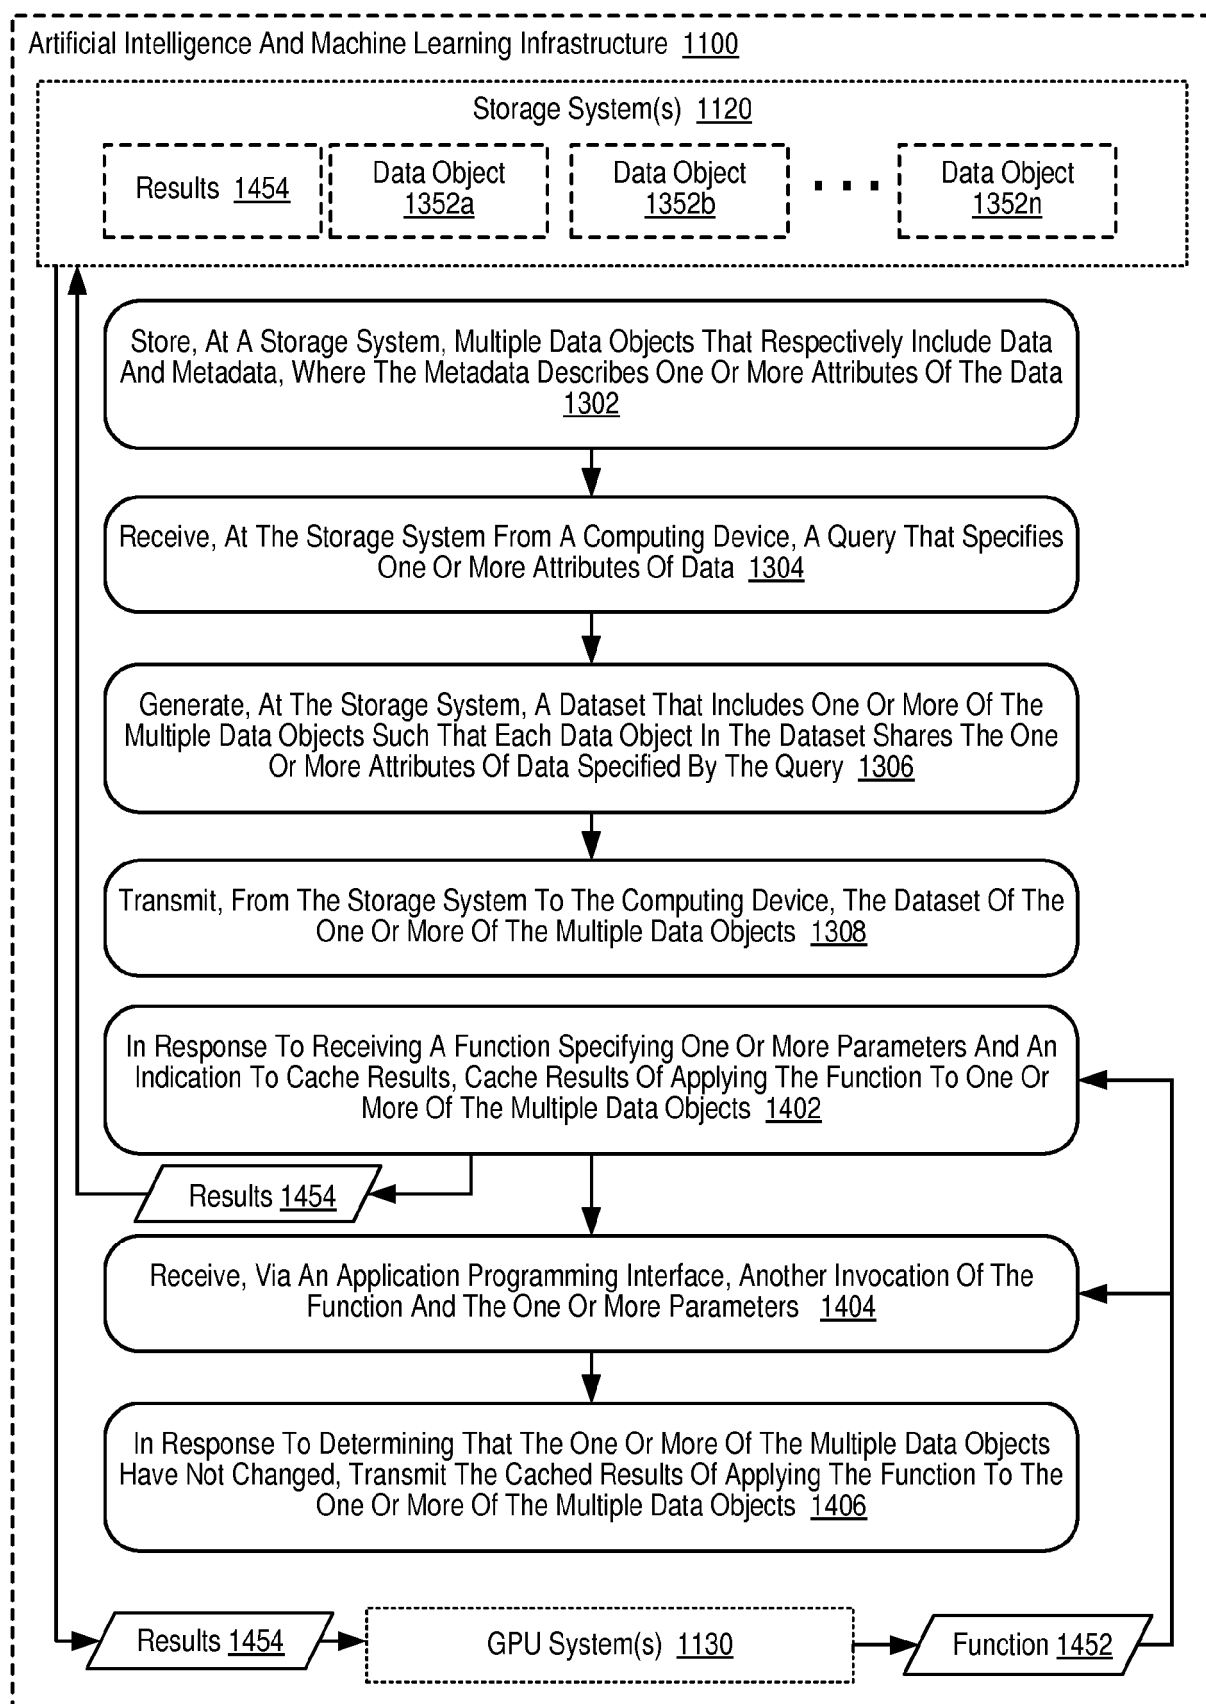 Artificial Intelligence And Machine Learning Infrastructure 1100
Storage System(s) 1120
Results 1454
Data Object
1352a
Data Object
1352b
Data Object
1352n
Store, At A Storage System, Multiple Data Objects That Respectively Include Data
And Metadata, Where The Metadata Describes One Or More Attributes Of The Data
1302
Receive, At The Storage System From A Computing Device, A Query That Specifies
One Or More Attributes Of Data 1304
Generate, At The Storage System, A Dataset That Includes One Or More Of The
Multiple Data Objects Such That Each Data Object In The Dataset Shares The One
Or More Attributes Of Data Specified By The Query 1306
Transmit, From The Storage System To The Computing Device, The Dataset Of The
One Or More Of The Multiple Data Objects 1308
In Response To Receiving A Function Specifying One Or More Parameters And An
Indication To Cache Results, Cache Results Of Applying The Function To One Or
More Of The Multiple Data Objects 1402
Results 1454
Receive, Via An Application Programming Interface, Another Invocation Of The
Function And The One Or More Parameters 1404
In Response To Determining That The One Or More Of The Multiple Data Objects
Have Not Changed, Transmit The Cached Results Of Applying The Function To The
One Or More Of The Multiple Data Objects 1406
Results 1454
GPU System(s) 1130
Function 1452